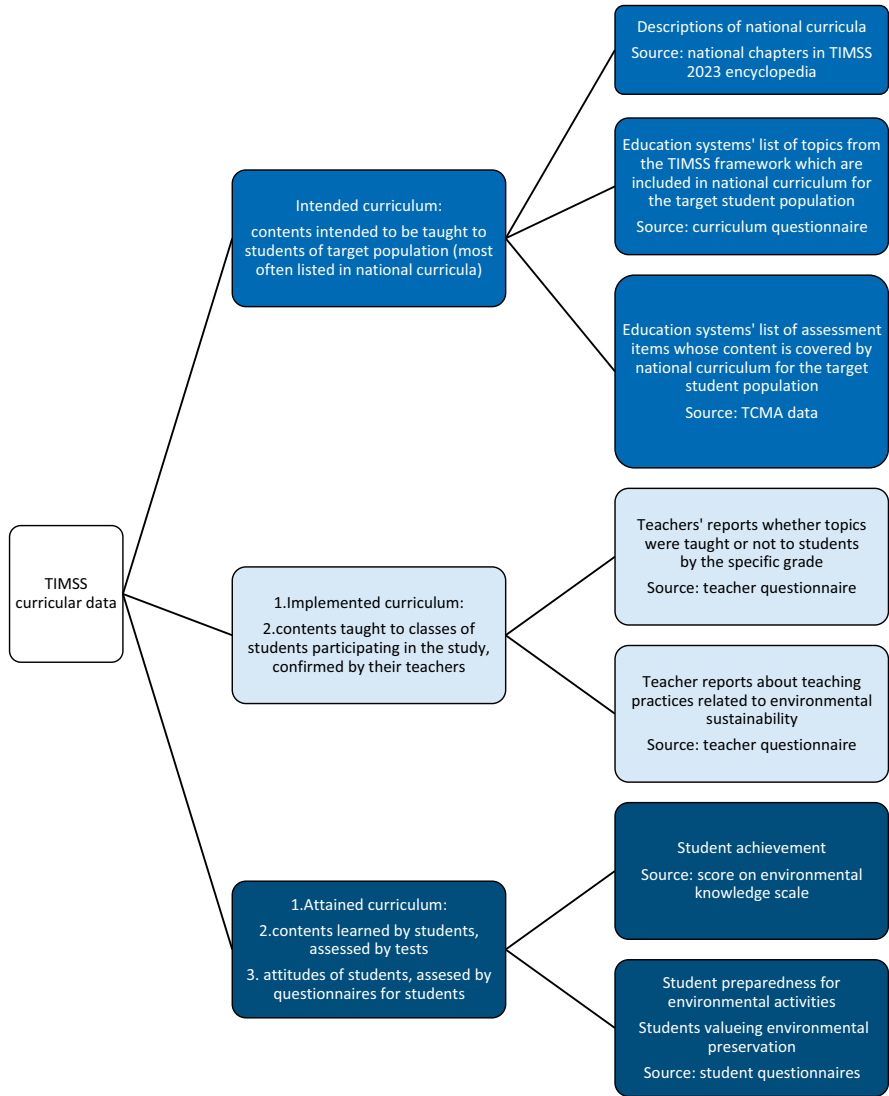 TIMSS
curricular data
Intended curriculum:
contents intended to be taught to
students of target population (most
often listed in national curricula)
Descriptions of national curricula
Source: national chapters in TIMSS
2023 encyclopedia
Education systems' list of topics from
the TIMSS framework which are
included in national curriculum for
the target student population
Source: curriculum questionnaire
Education systems' list of assessment
items whose content is covered by
national curriculum for the target
student population
Source: TCMA data
1.Implemented curriculum:
2.contents taught to classes of
students participating in the study,
confirmed by their teachers
Teachers' reports whether topics
were taught or not to students
by the specific grade
Source: teacher questionnaire
Teacher reports about teaching
practices related to environmental
sustainability
Source: teacher questionnaire
1.Attained curriculum:
2.contents learned by students,
assessed by tests
3. attitudes of students, assesed by
questionnaires for students
Student achievement
Source: score on environmental
knowledge scale
Student preparedness for
environmental activities
Students valueing environmental
preservation
Source: student questionnaires